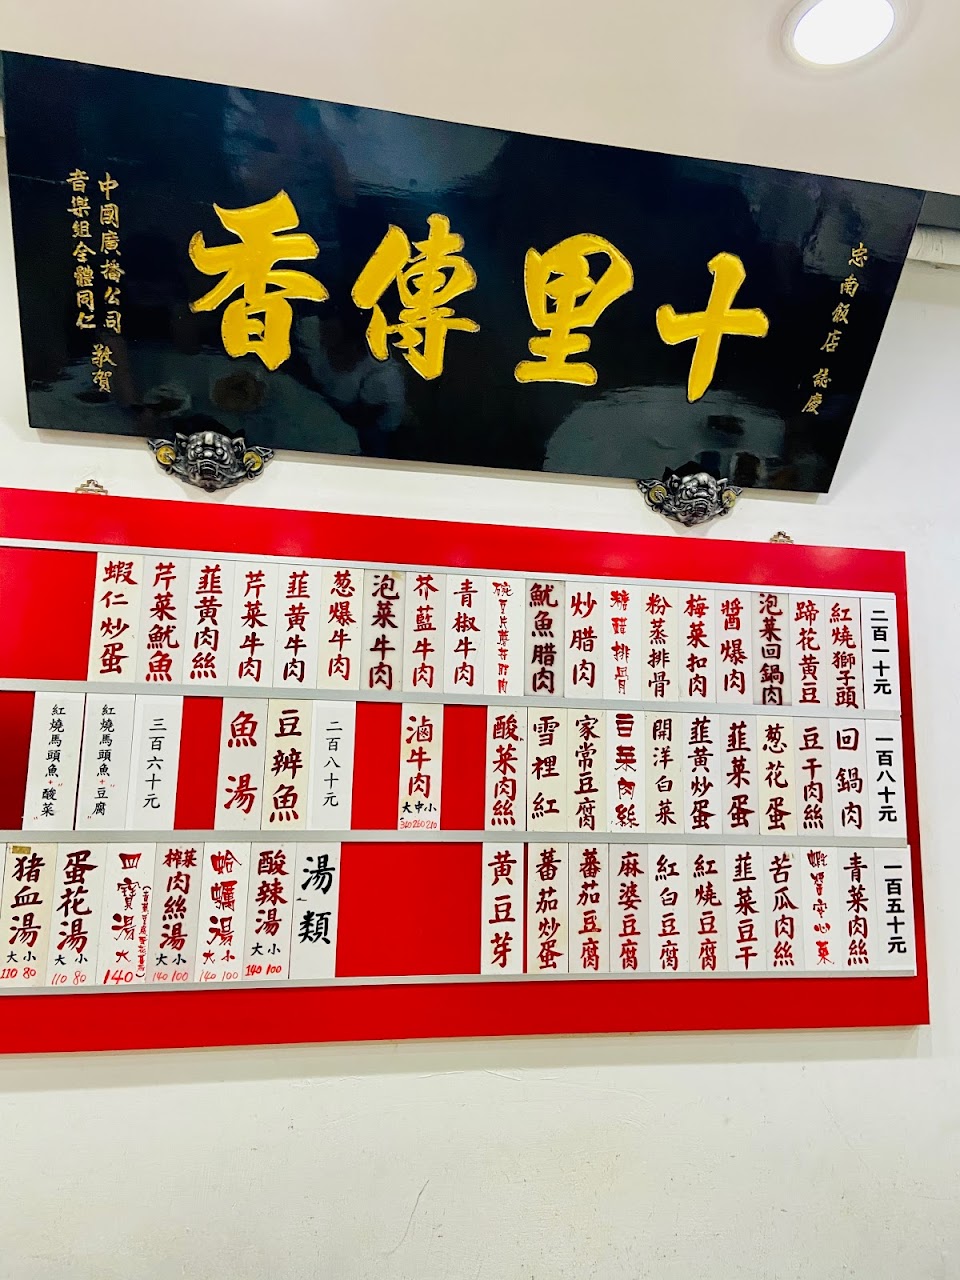 忠南飯店 誌慶
十里傳香
中國廣播公司 敬賀
音樂組全體同仁
二百一十元
紅燒獅子頭
蹄花黃豆
泡菜回鍋肉
醬爆肉
梅菜扣肉
粉蒸排骨
糖醋排骨
炒腊肉
魷魚腊肉
青椒牛肉
芥藍牛肉
泡菜牛肉
葱爆牛肉
韮黃牛肉
芹菜牛肉
韮黃肉絲
芹菜魷魚
蝦仁炒蛋
一百八十元
回鍋肉
豆干肉絲
葱花蛋
韮菜蛋
韮黃炒蛋
開洋白菜
白菜肉絲
家常豆腐
雪裡紅
酸菜肉絲
滷牛肉
大中小
340 260 210
二百八十元
豆瓣魚
魚湯
三百六十元
紅燒馬頭魚+"豆腐"
紅燒馬頭魚+"酸菜"
一百五十元
青菜肉絲
蝦醬空心菜
苦瓜肉絲
韮菜豆干
紅燒豆腐
紅白豆腐
麻婆豆腐
蕃茄豆腐
蕃茄炒蛋
黃豆芽
湯類
酸辣湯 大小
140 100
蛤蠣湯 大小
140 100
榨菜肉絲湯 大小
140 100
四寶湯 大
140
蛋花湯 大小
110 80
猪血湯 大小
110 80